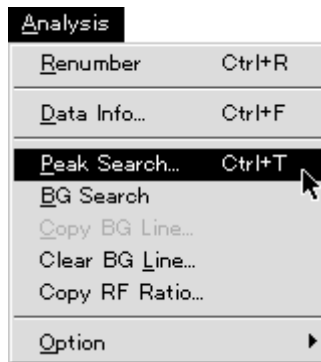 Analysis
Renumber Ctrl+R
Data Info... Ctrl+F
Peak Search... Ctrl+T
BG Search
Copy BG Line...
Clear BG Line...
Copy RF Ratio...
Option